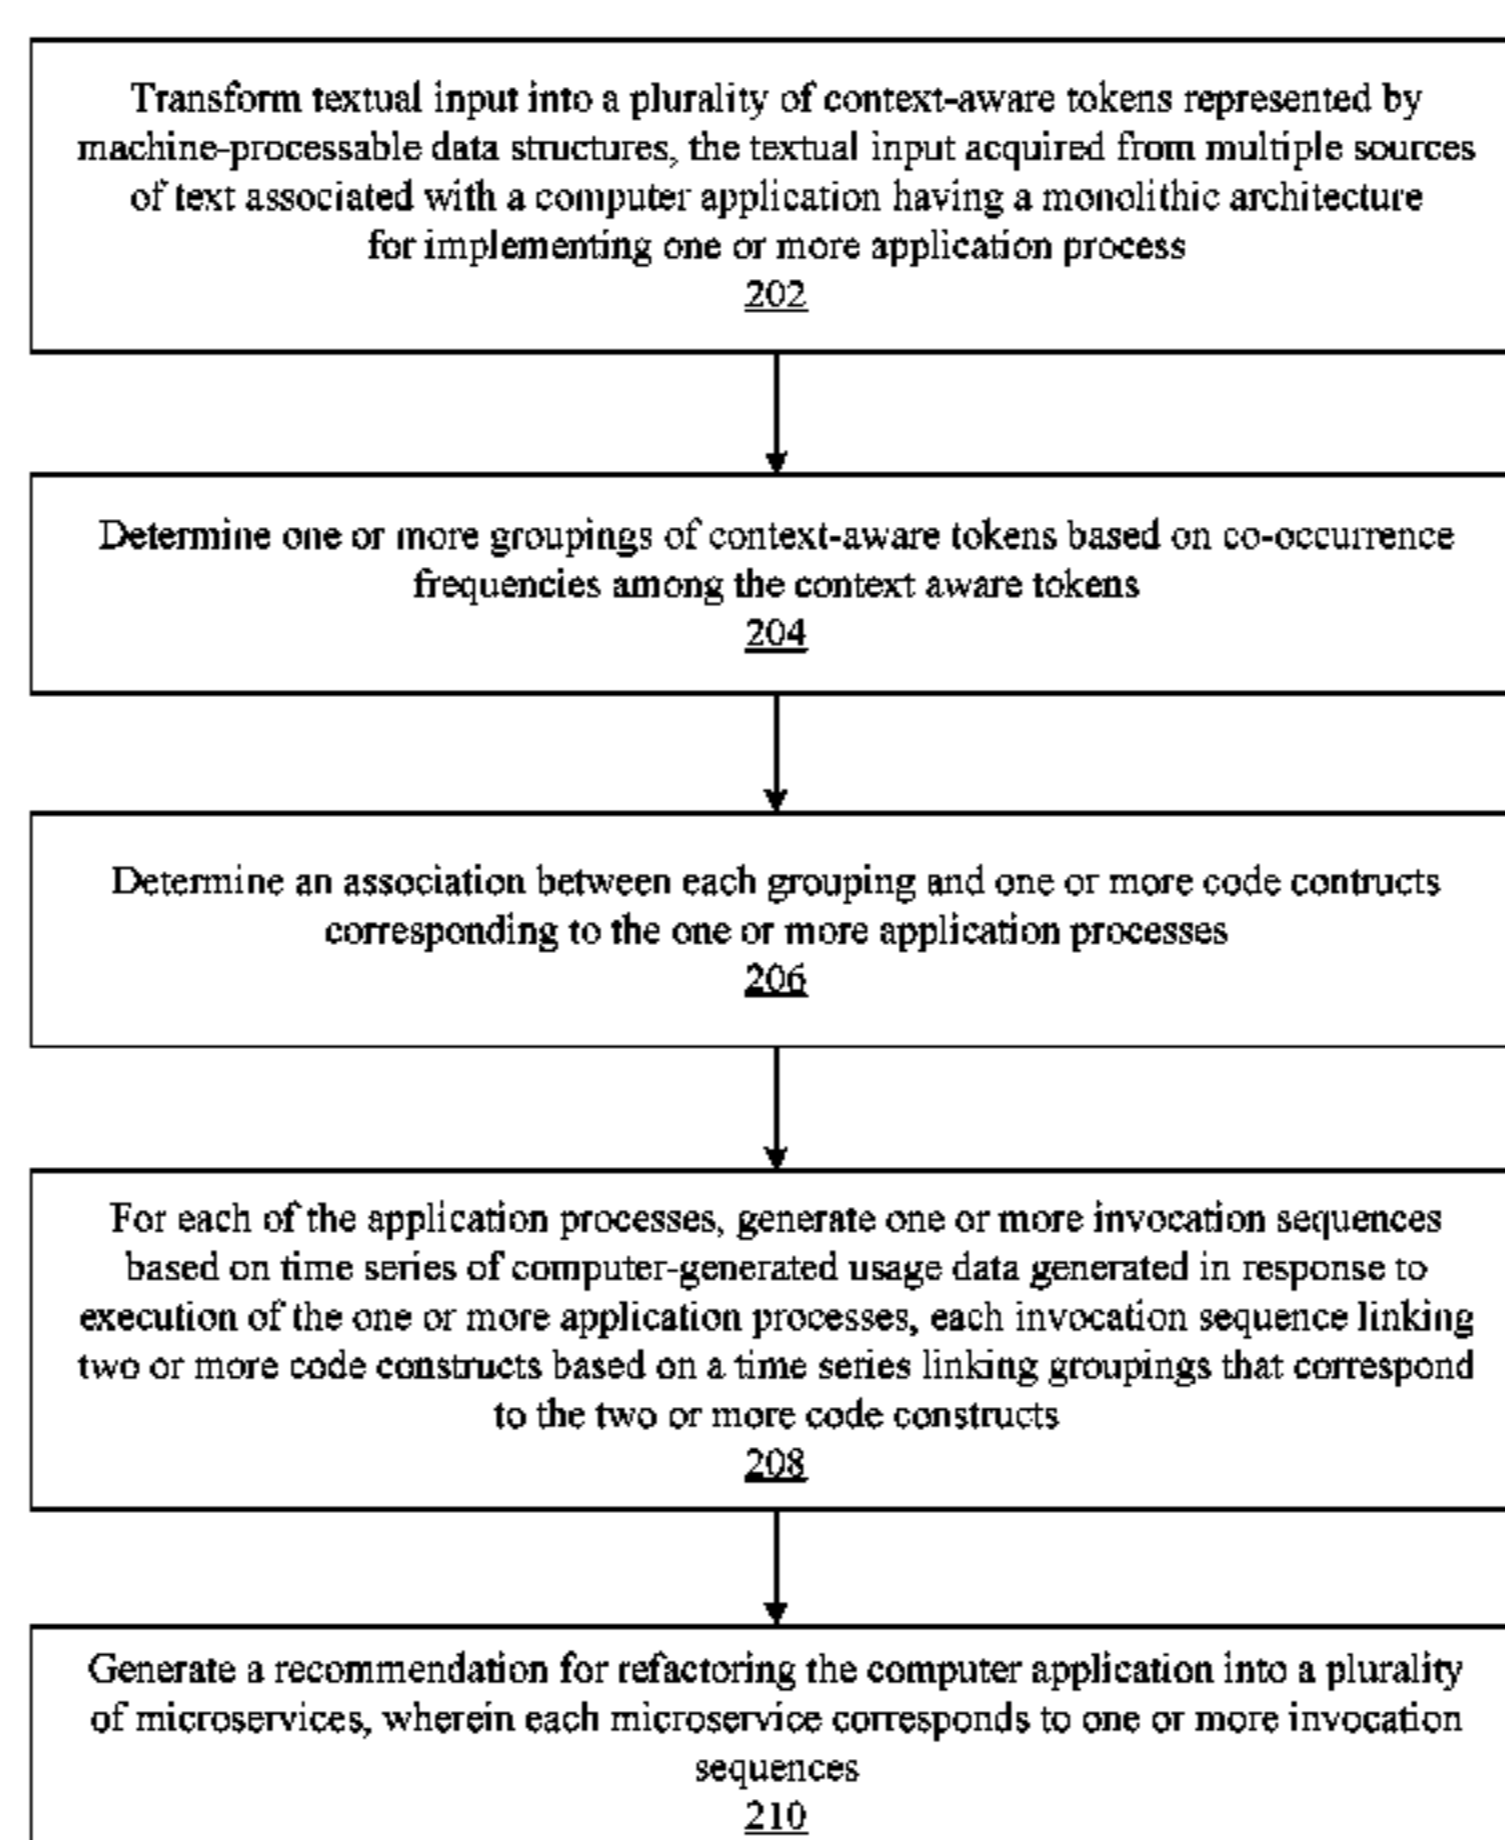 Transform textual input into a plurality of context-aware tokens represented by
machine-processable data structures, the textual input acquired from multiple sources
of text associated with a computer application having a monolithic architecture
for implementing one or more application process
202
Determine one or more groupings of context-aware tokens based on co-occurrence
frequencies among the context aware tokens
204
Determine an association between each grouping and one or more code contructs
corresponding to the one or more application processes
206
For each of the application processes, generate one or more invocation sequences
based on time series of computer-generated usage data generated in response to
execution of the one or more application processes, each invocation sequence linking
two or more code constructs based on a time series linking groupings that correspond
to the two or more code constructs
208
Generate a recommendation for refactoring the computer application into a plurality
of microservices, wherein each microservice corresponds to one or more invocation
sequences
210